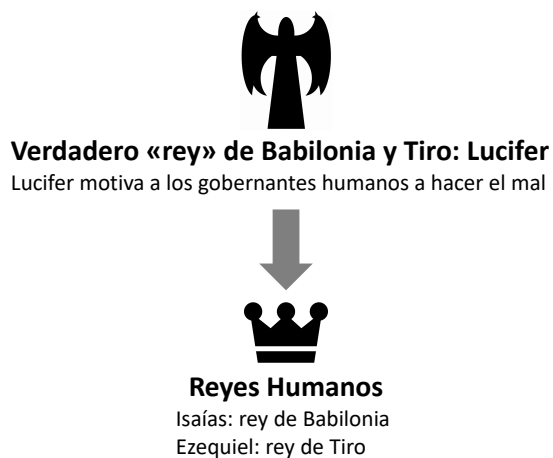 Verdadero «rey» de Babilonia y Tiro: Lucifer
Lucifer motiva a los gobernantes humanos a hacer el mal
Reyes Humanos
Isaías: rey de Babilonia
Ezequiel: rey de Tiro